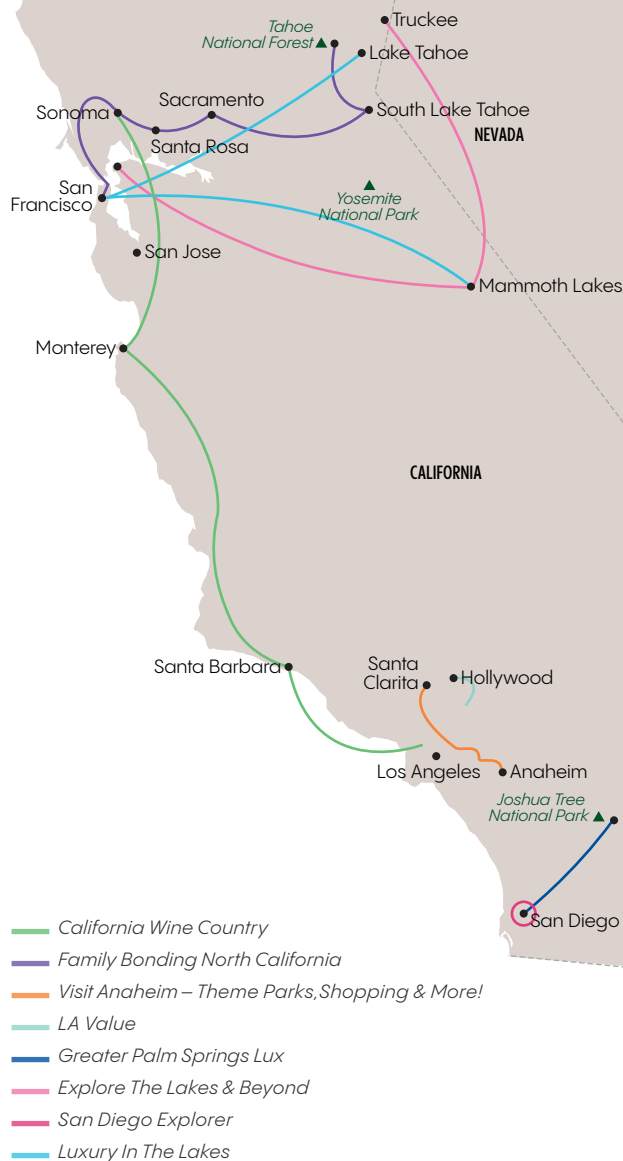 Truckee
Tahoe
National Forest
Lake Tahoe
Sacramento
Sonoma
South Lake Tahoe
Santa Rosa
NEVADA
San
Francisco
Yosemite
National Park
San Jose
Mammoth Lakes
Monterey
CALIFORNIA
Santa Barbara
Santa
Clarita
Hollywood
Los Angeles
Anaheim
Joshua Tree
National Park
San Diego
California Wine Country
Family Bonding North California
Visit Anaheim – Theme Parks,Shopping & More!
LA Value
Greater Palm Springs Lux
Explore The Lakes & Beyond
San Diego Explorer
Luxury In The Lakes